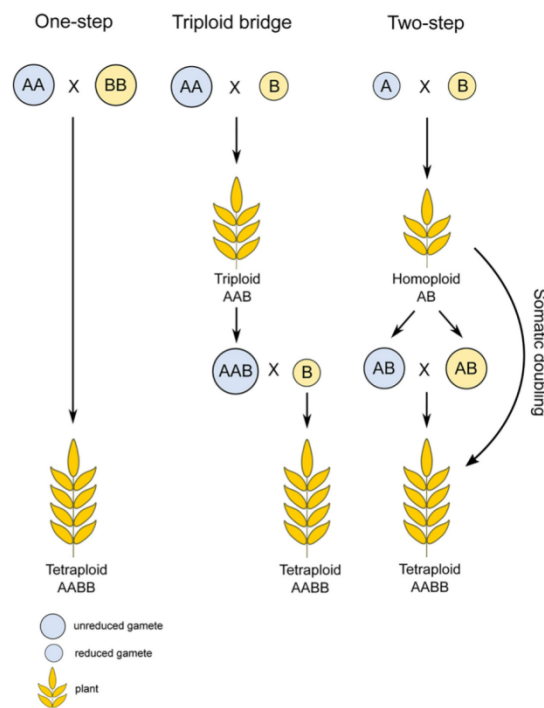 One-step
Triploid bridge
Two-step
AA X BB
AA X B
A X B
Triploid
AAB
Homoploid
AB
Somatic doubling
AAB X B
AB X AB
Tetraploid
AABB
Tetraploid
AABB
Tetraploid
AABB
unreduced gamete
reduced gamete
plant